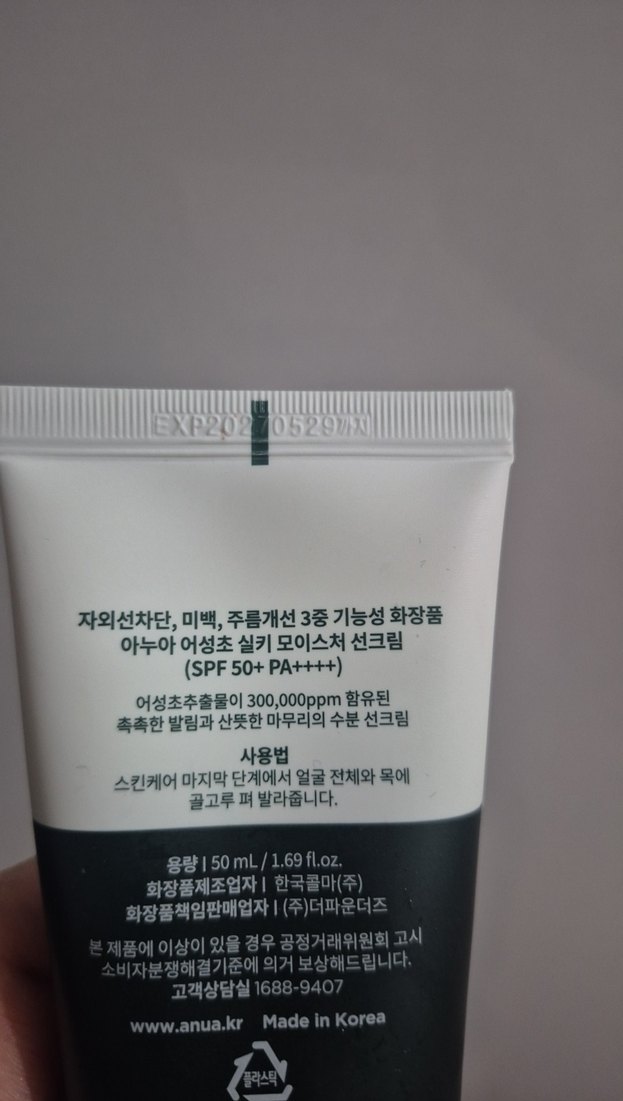 EXP20270529까지
자외선차단, 미백, 주름개선 3중 기능성 화장품
아누아 어성초 실키 모이스처 선크림
(SPF 50+ PA++++)
어성초추출물이 300,000ppm 함유된
촉촉한 발림과 산뜻한 마무리의 수분 선크림
사용법
스킨케어 마지막 단계에서 얼굴 전체와 목에
골고루 펴 발라줍니다.
용량 | 50 mL / 1.69 fl.oz.
화장품제조업자 | 한국콜마(주)
화장품책임판매업자 | (주)더파운더즈
본 제품에 이상이 있을 경우 공정거래위원회 고시
소비자분쟁해결기준에 의거 보상해드립니다.
고객상담실 1688-9407
www.anua.kr Made in Korea
플라스틱